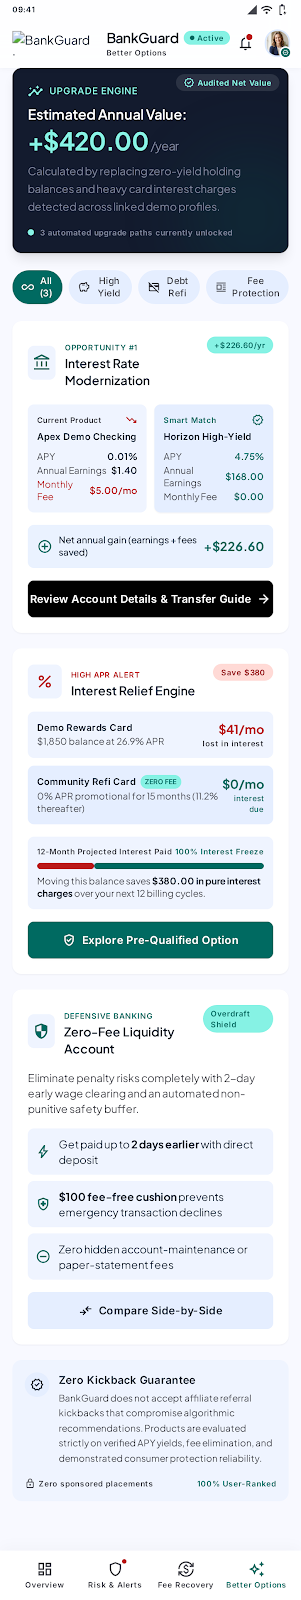 09:41
BankGuard
BankGuard
Active
Better Options
Audited Net Value
UPGRADE ENGINE
Estimated Annual Value:
+$420.00 /year
Calculated by replacing zero-yield holding
balances and heavy card interest charges
detected across linked demo profiles.
3 automated upgrade paths currently unlocked
All
(3)
High
Yield
Debt
Refi
Fee
Protection
OPPORTUNITY #1
+$226.60/yr
Interest Rate
Modernization
Current Product
Apex Demo Checking
APY 0.01%
Annual Earnings $1.40
Monthly
Fee
$5.00/mo
Smart Match
Horizon High-Yield
APY 4.75%
Annual
Earnings
$168.00
Monthly Fee $0.00
Net annual gain (earnings + fees
saved)
+$226.60
Review Account Details & Transfer Guide
HIGH APR ALERT
Save $380
Interest Relief Engine
Demo Rewards Card
$1,850 balance at 26.9% APR
$41/mo
lost in interest
Community Refi Card ZERO FEE
0% APR promotional for 15 months (11.2%
thereafter)
$0/mo
interest
due
12-Month Projected Interest Paid 100% Interest Freeze
Moving this balance saves $380.00 in pure interest
charges over your next 12 billing cycles.
Explore Pre-Qualified Option
DEFENSIVE BANKING
Overdraft
Shield
Zero-Fee Liquidity
Account
Eliminate penalty risks completely with 2-day
early wage clearing and an automated non-
punitive safety buffer.
Get paid up to 2 days earlier with direct
deposit
$100 fee-free cushion prevents
emergency transaction declines
Zero hidden account-maintenance or
paper-statement fees
Compare Side-by-Side
Zero Kickback Guarantee
BankGuard does not accept affiliate referral
kickbacks that compromise algorithmic
recommendations. Products are evaluated
strictly on verified APY yields, fee elimination, and
demonstrated consumer protection reliability.
Zero sponsored placements
100% User-Ranked
Overview
Risk & Alerts
Fee Recovery
Better Options